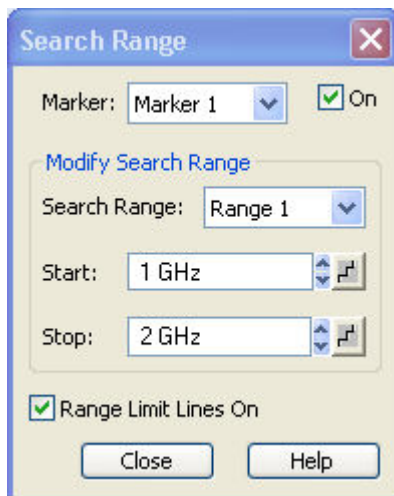 Search Range
Marker: Marker 1 On
Modify Search Range
Search Range: Range 1
Start: 1 GHz
Stop: 2 GHz
Range Limit Lines On
Close Help